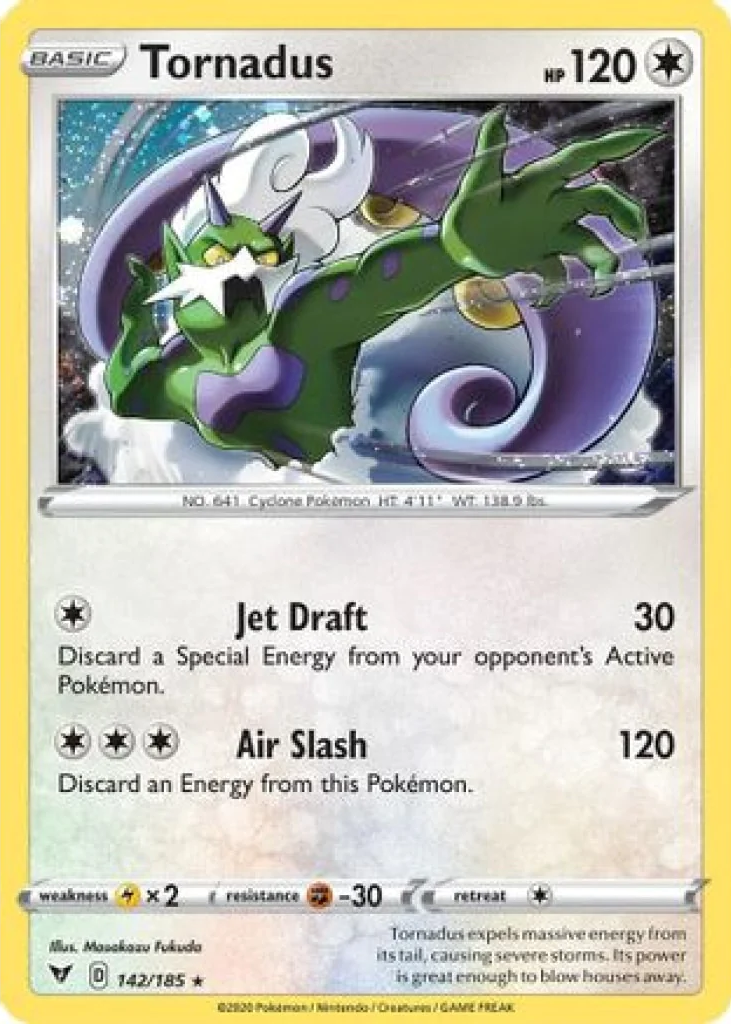 BASIC Tornadus HP 120
NO. 641 Cyclone Pokémon HT: 4'11" WT: 138.9 lbs.
Jet Draft 30
Discard a Special Energy from your opponent's Active
Pokémon.
Air Slash 120
Discard an Energy from this Pokémon.
weakness ×2 resistance -30 retreat
Tornadus expels massive energy from
its tail, causing severe storms. Its power
is great enough to blow houses away.
Illus. Masakazu Fukuda
D 142/185 ★
©2020 Pokémon / Nintendo / Creatures / GAME FREAK